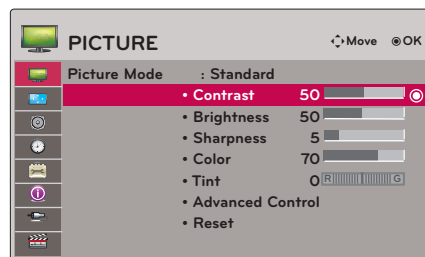 PICTURE
Move
OK
Picture Mode : Standard
• Contrast 50
• Brightness 50
• Sharpness 5
• Color 70
• Tint 0 R G
• Advanced Control
• Reset